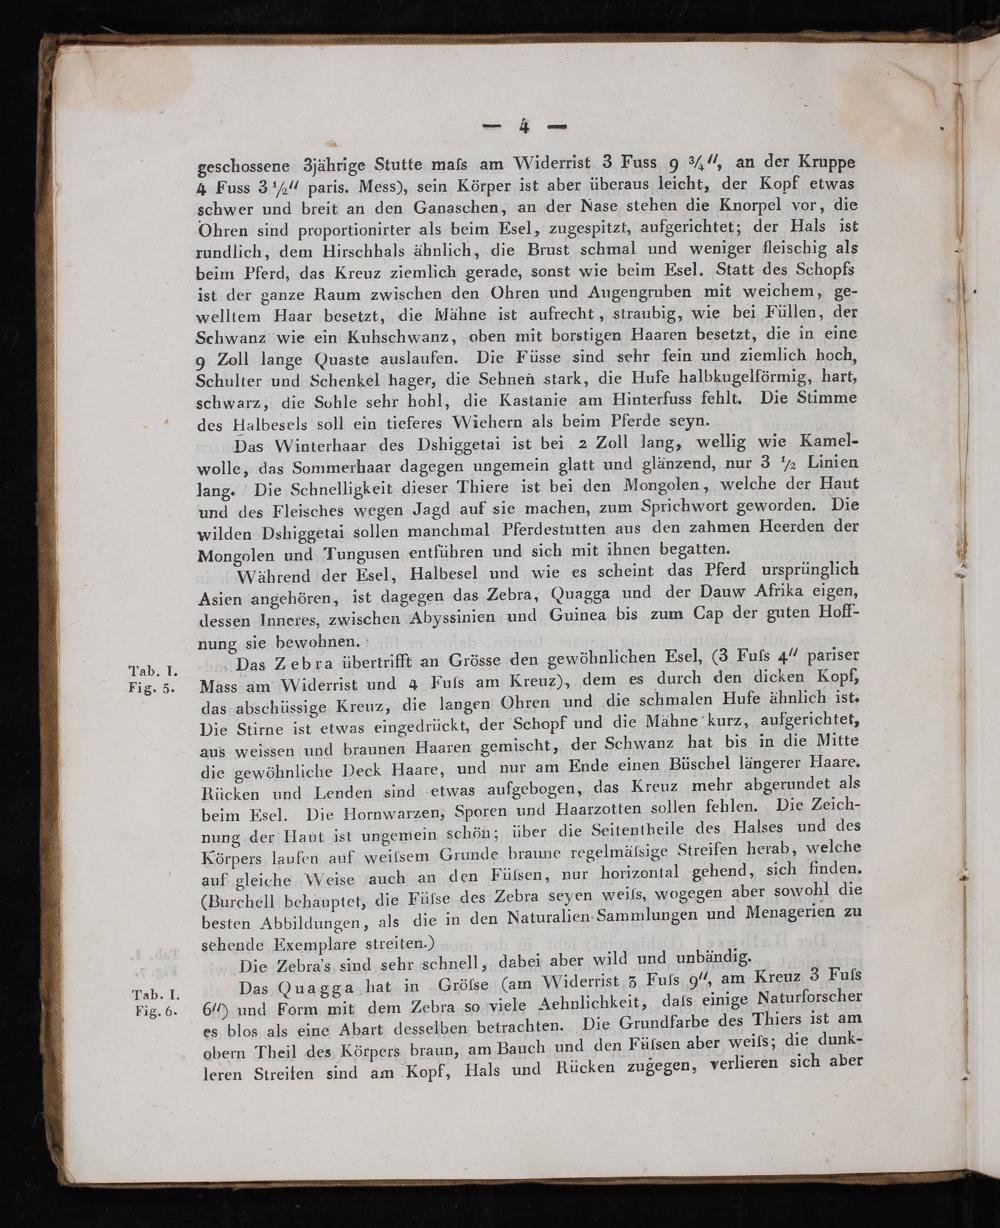 — 4 —
geschossene 3jährige Stutte maſs am Widerrist 3 Fuss 9 ¾″, an der Kruppe
4 Fuss 3 ½″ paris. Mess), sein Körper ist aber überaus leicht, der Kopf etwas
schwer und breit an den Ganaschen, an der Nase stehen die Knorpel vor, die
Ohren sind proportionirter als beim Esel, zugespitzt, aufgerichtet; der Hals ist
rundlich, dem Hirschhals ähnlich, die Brust schmal und weniger fleischig als
beim Pferd, das Kreuz ziemlich gerade, sonst wie beim Esel. Statt des Schopfs
ist der ganze Raum zwischen den Ohren und Augengruben mit weichem, ge-
welltem Haar besetzt, die Mähne ist aufrecht, straubig, wie bei Füllen, der
Schwanz wie ein Kuhschwanz, oben mit borstigen Haaren besetzt, die in eine
9 Zoll lange Quaste auslaufen. Die Füsse sind sehr fein und ziemlich hoch,
Schulter und Schenkel hager, die Sehnen stark, die Hufe halbkugelförmig, hart,
schwarz, die Sohle sehr hohl, die Kastanie am Hinterfuss fehlt. Die Stimme
des Halbesels soll ein tieferes Wiehern als beim Pferde seyn.
Das Winterhaar des Dshiggetai ist bei 2 Zoll lang, wellig wie Kamel-
wolle, das Sommerhaar dagegen ungemein glatt und glänzend, nur 3 ½ Linien
lang. Die Schnelligkeit dieser Thiere ist bei den Mongolen, welche der Haut
und des Fleisches wegen Jagd auf sie machen, zum Sprichwort geworden. Die
wilden Dshiggetai sollen manchmal Pferdestutten aus den zahmen Heerden der
Mongolen und Tungusen entführen und sich mit ihnen begatten.
Während der Esel, Halbesel und wie es scheint das Pferd ursprünglich
Asien angehören, ist dagegen das Zebra, Quagga und der Dauw Afrika eigen,
dessen Inneres, zwischen Abyssinien und Guinea bis zum Cap der guten Hoff-
nung sie bewohnen.
Tab. I.
Fig. 5.
Das Zebra übertrifft an Grösse den gewöhnlichen Esel, (3 Fuſs 4″ pariser
Mass am Widerrist und 4 Fuſs am Kreuz), dem es durch den dicken Kopf,
das abschüssige Kreuz, die langen Ohren und die schmalen Hufe ähnlich ist.
Die Stirne ist etwas eingedrückt, der Schopf und die Mähne kurz, aufgerichtet,
aus weissen und braunen Haaren gemischt, der Schwanz hat bis in die Mitte
die gewöhnliche Deck Haare, und nur am Ende einen Büschel längerer Haare.
Rücken und Lenden sind etwas aufgebogen, das Kreuz mehr abgerundet als
beim Esel. Die Hornwarzen, Sporen und Haarzotten sollen fehlen. Die Zeich-
nung der Haut ist ungemein schön; über die Seitentheile des Halses und des
Körpers laufen auf weiſsem Grunde braune regelmäſsige Streifen herab, welche
auf gleiche Weise auch an den Füſsen, nur horizontal gehend, sich finden.
(Burchell behauptet, die Füſse des Zebra seyen weiſs, wogegen aber sowohl die
besten Abbildungen, als die in den Naturalien-Sammlungen und Menagerien zu
sehende Exemplare streiten.)
Die Zebra's sind sehr schnell, dabei aber wild und unbändig.
Tab. I.
Fig. 6.
Das Quagga hat in Gröſse (am Widerrist 3 Fuſs 9″, am Kreuz 3 Fuſs
6″) und Form mit dem Zebra so viele Aehnlichkeit, daſs einige Naturforscher
es blos als eine Abart desselben betrachten. Die Grundfarbe des Thiers ist am
obern Theil des Körpers braun, am Bauch und den Füſsen aber weiſs; die dunk-
leren Streifen sind am Kopf, Hals und Rücken zugegen, verlieren sich aber